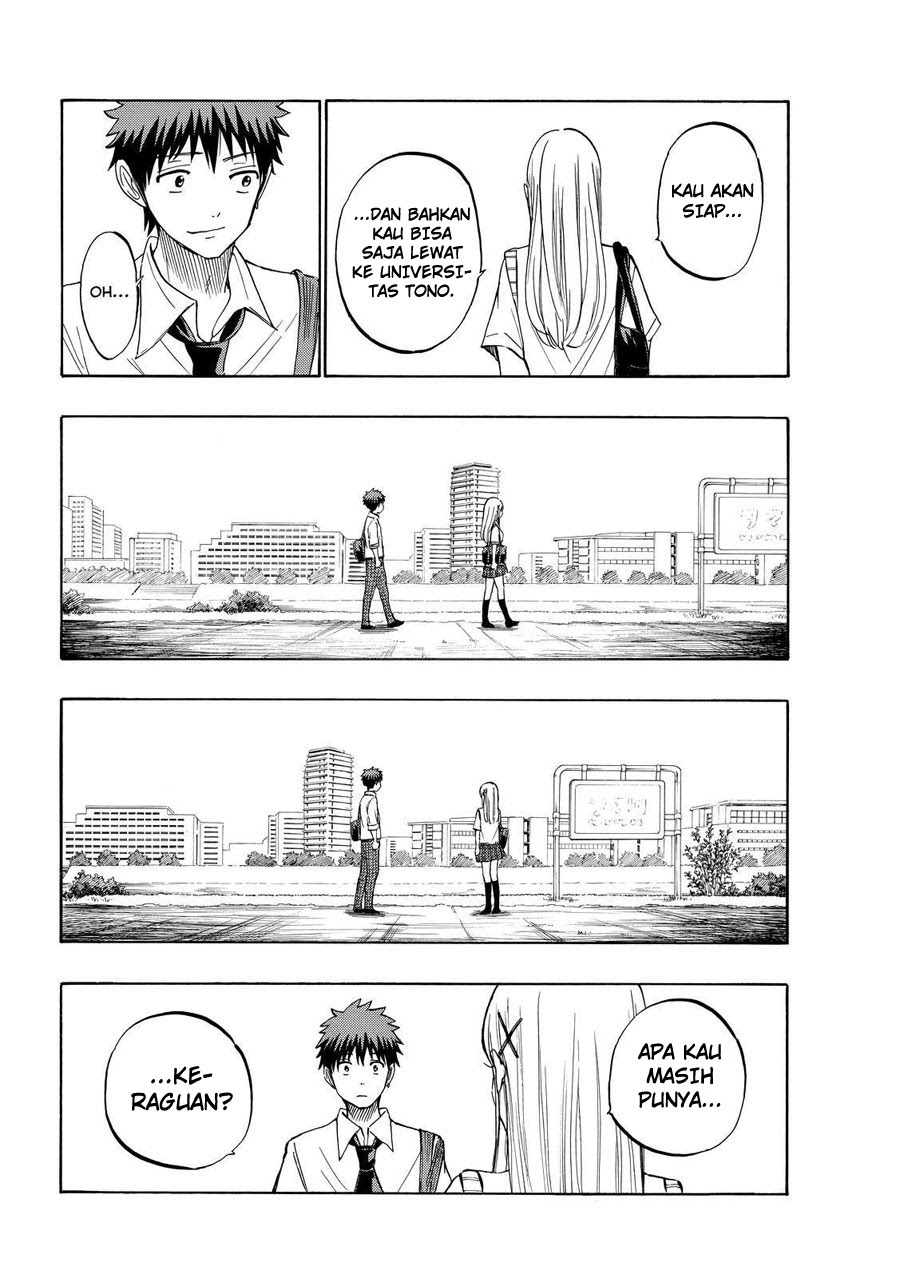 KAU AKAN
SIAP...
...DAN BAHKAN
KAU BISA
SAJA LEWAT
KE UNIVERSI-
TAS TONO.
OH...
APA KAU
MASIH
PUNYA...
...KE-
RAGUAN?